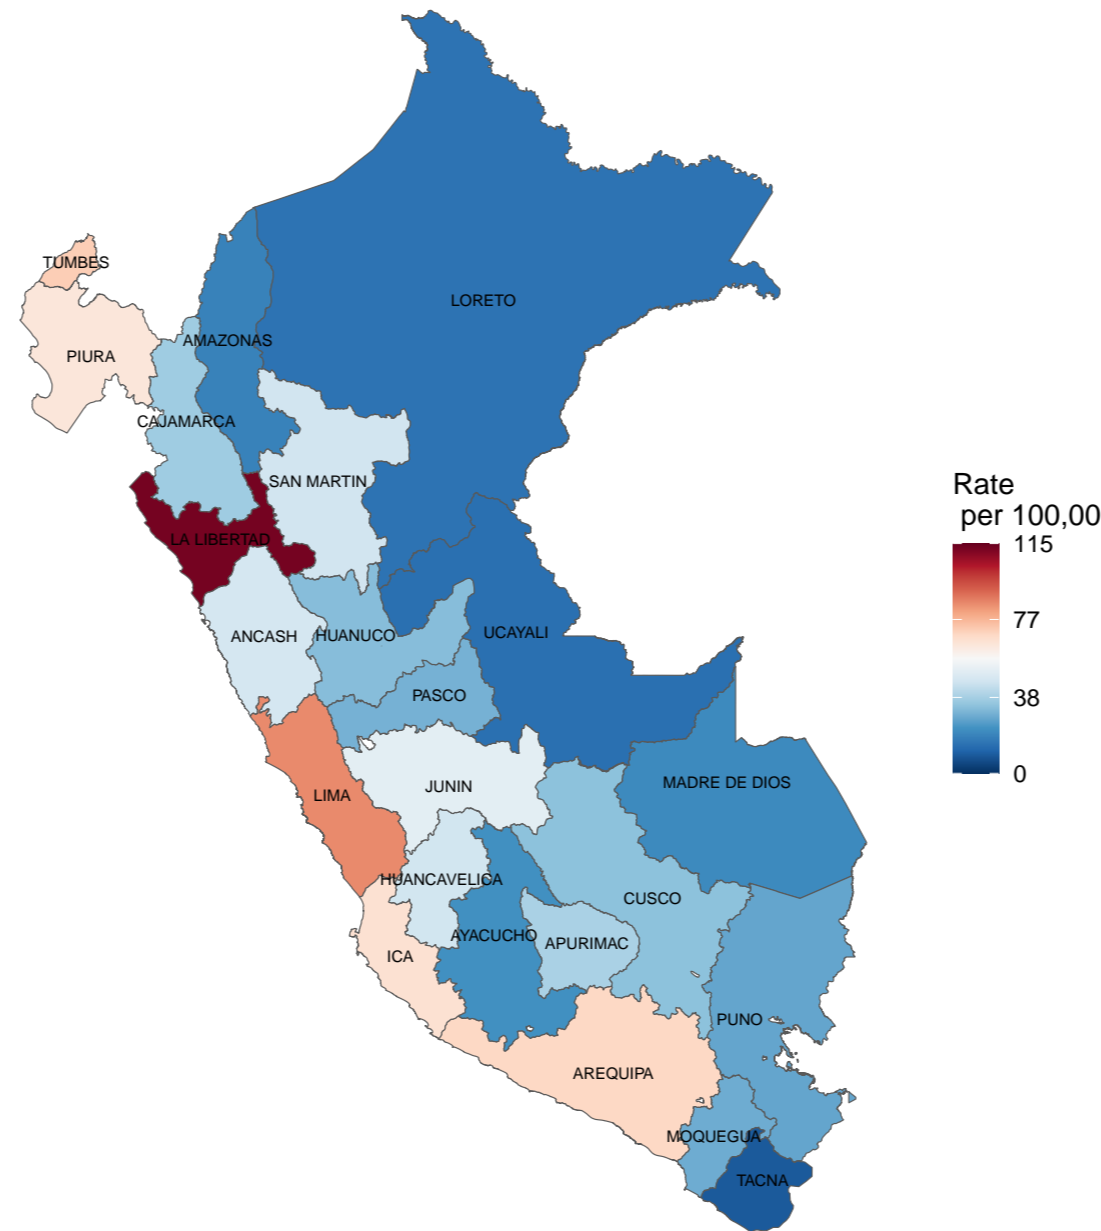 TUMBES
LORETO
AMAZONAS
PIURA
CAJAMARCA
SAN MARTIN
LA LIBERTAD
ANCASH
HUANUCO
UCAYALI
PASCO
MADRE DE DIOS
JUNIN
LIMA
HUANCAVELICA
CUSCO
AYACUCHO
APURIMAC
ICA
PUNO
AREQUIPA
MOQUEGUA
TACNA
Rate
per 100,00
115
77
38
0